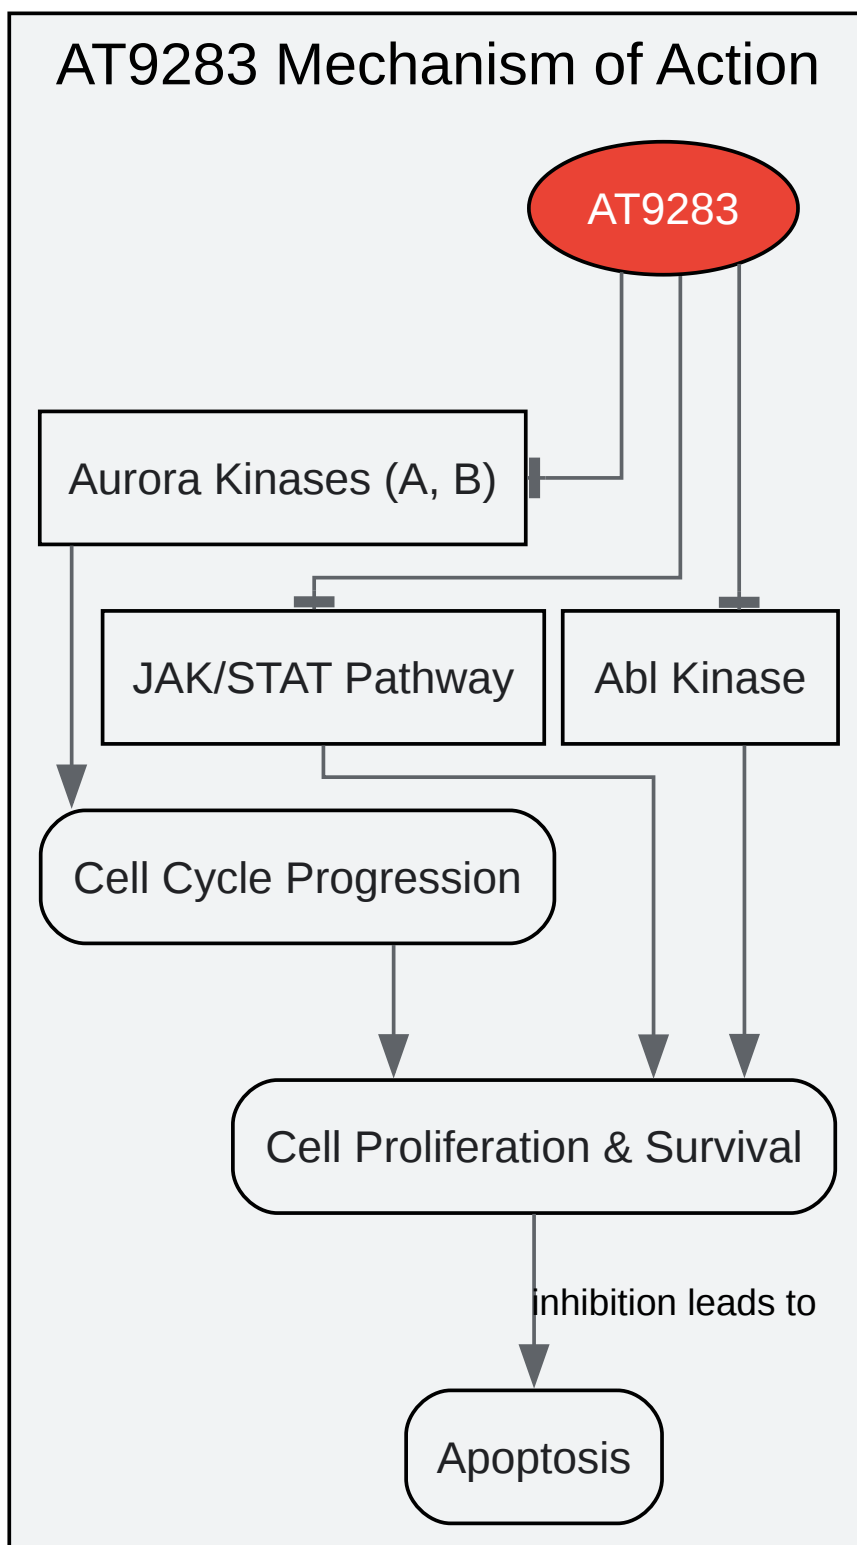 AT9283 Mechanism of Action
AT9283
Aurora Kinases (A, B)
JAK/STAT Pathway
Abl Kinase
Cell Cycle Progression
Cell Proliferation & Survival
inhibition leads to
Apoptosis